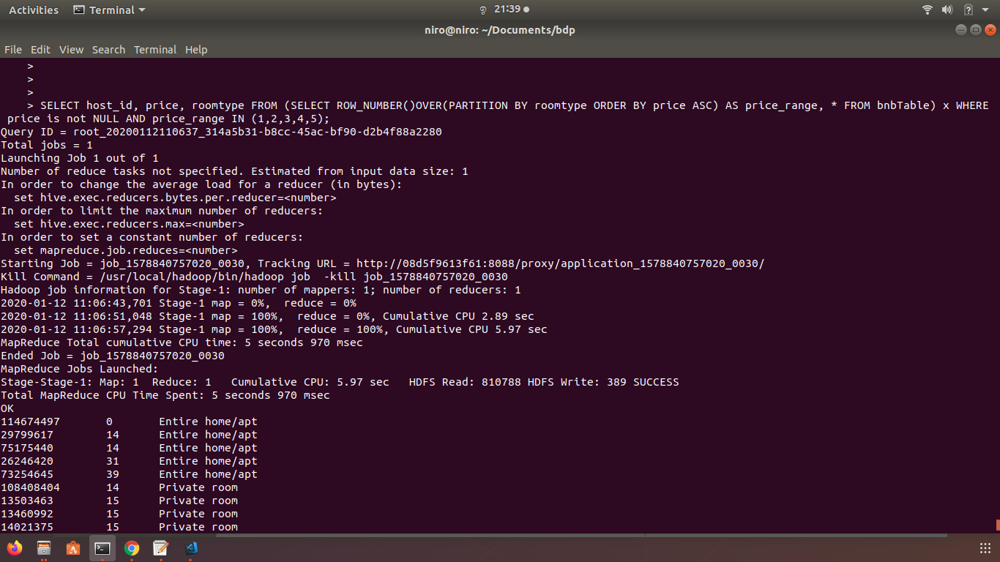 Activities Terminal 21:39
niro@niro: ~/Documents/bdp
File Edit View Search Terminal Help
>
>
>
> SELECT host_id, price, roomtype FROM (SELECT ROW_NUMBER()OVER(PARTITION BY roomtype ORDER BY price ASC) AS price_range, * FROM bnbTable) x WHERE
price is not NULL AND price_range IN (1,2,3,4,5);
Query ID = root_20200112110637_314a5b31-b8cc-45ac-bf90-d2b4f88a2280
Total jobs = 1
Launching Job 1 out of 1
Number of reduce tasks not specified. Estimated from input data size: 1
In order to change the average load for a reducer (in bytes):
  set hive.exec.reducers.bytes.per.reducer=<number>
In order to limit the maximum number of reducers:
  set hive.exec.reducers.max=<number>
In order to set a constant number of reducers:
  set mapreduce.job.reduces=<number>
Starting Job = job_1578840757020_0030, Tracking URL = http://08d5f9613f61:8088/proxy/application_1578840757020_0030/
Kill Command = /usr/local/hadoop/bin/hadoop job  -kill job_1578840757020_0030
Hadoop job information for Stage-1: number of mappers: 1; number of reducers: 1
2020-01-12 11:06:43,701 Stage-1 map = 0%,  reduce = 0%
2020-01-12 11:06:51,048 Stage-1 map = 100%,  reduce = 0%, Cumulative CPU 2.89 sec
2020-01-12 11:06:57,294 Stage-1 map = 100%,  reduce = 100%, Cumulative CPU 5.97 sec
MapReduce Total cumulative CPU time: 5 seconds 970 msec
Ended Job = job_1578840757020_0030
MapReduce Jobs Launched:
Stage-Stage-1: Map: 1  Reduce: 1   Cumulative CPU: 5.97 sec   HDFS Read: 810788 HDFS Write: 389 SUCCESS
Total MapReduce CPU Time Spent: 5 seconds 970 msec
OK
114674497	0	Entire home/apt
29799617	14	Entire home/apt
75175440	14	Entire home/apt
26246420	31	Entire home/apt
73254645	39	Entire home/apt
108408404	14	Private room
13503463	15	Private room
13460992	15	Private room
14021375	15	Private room